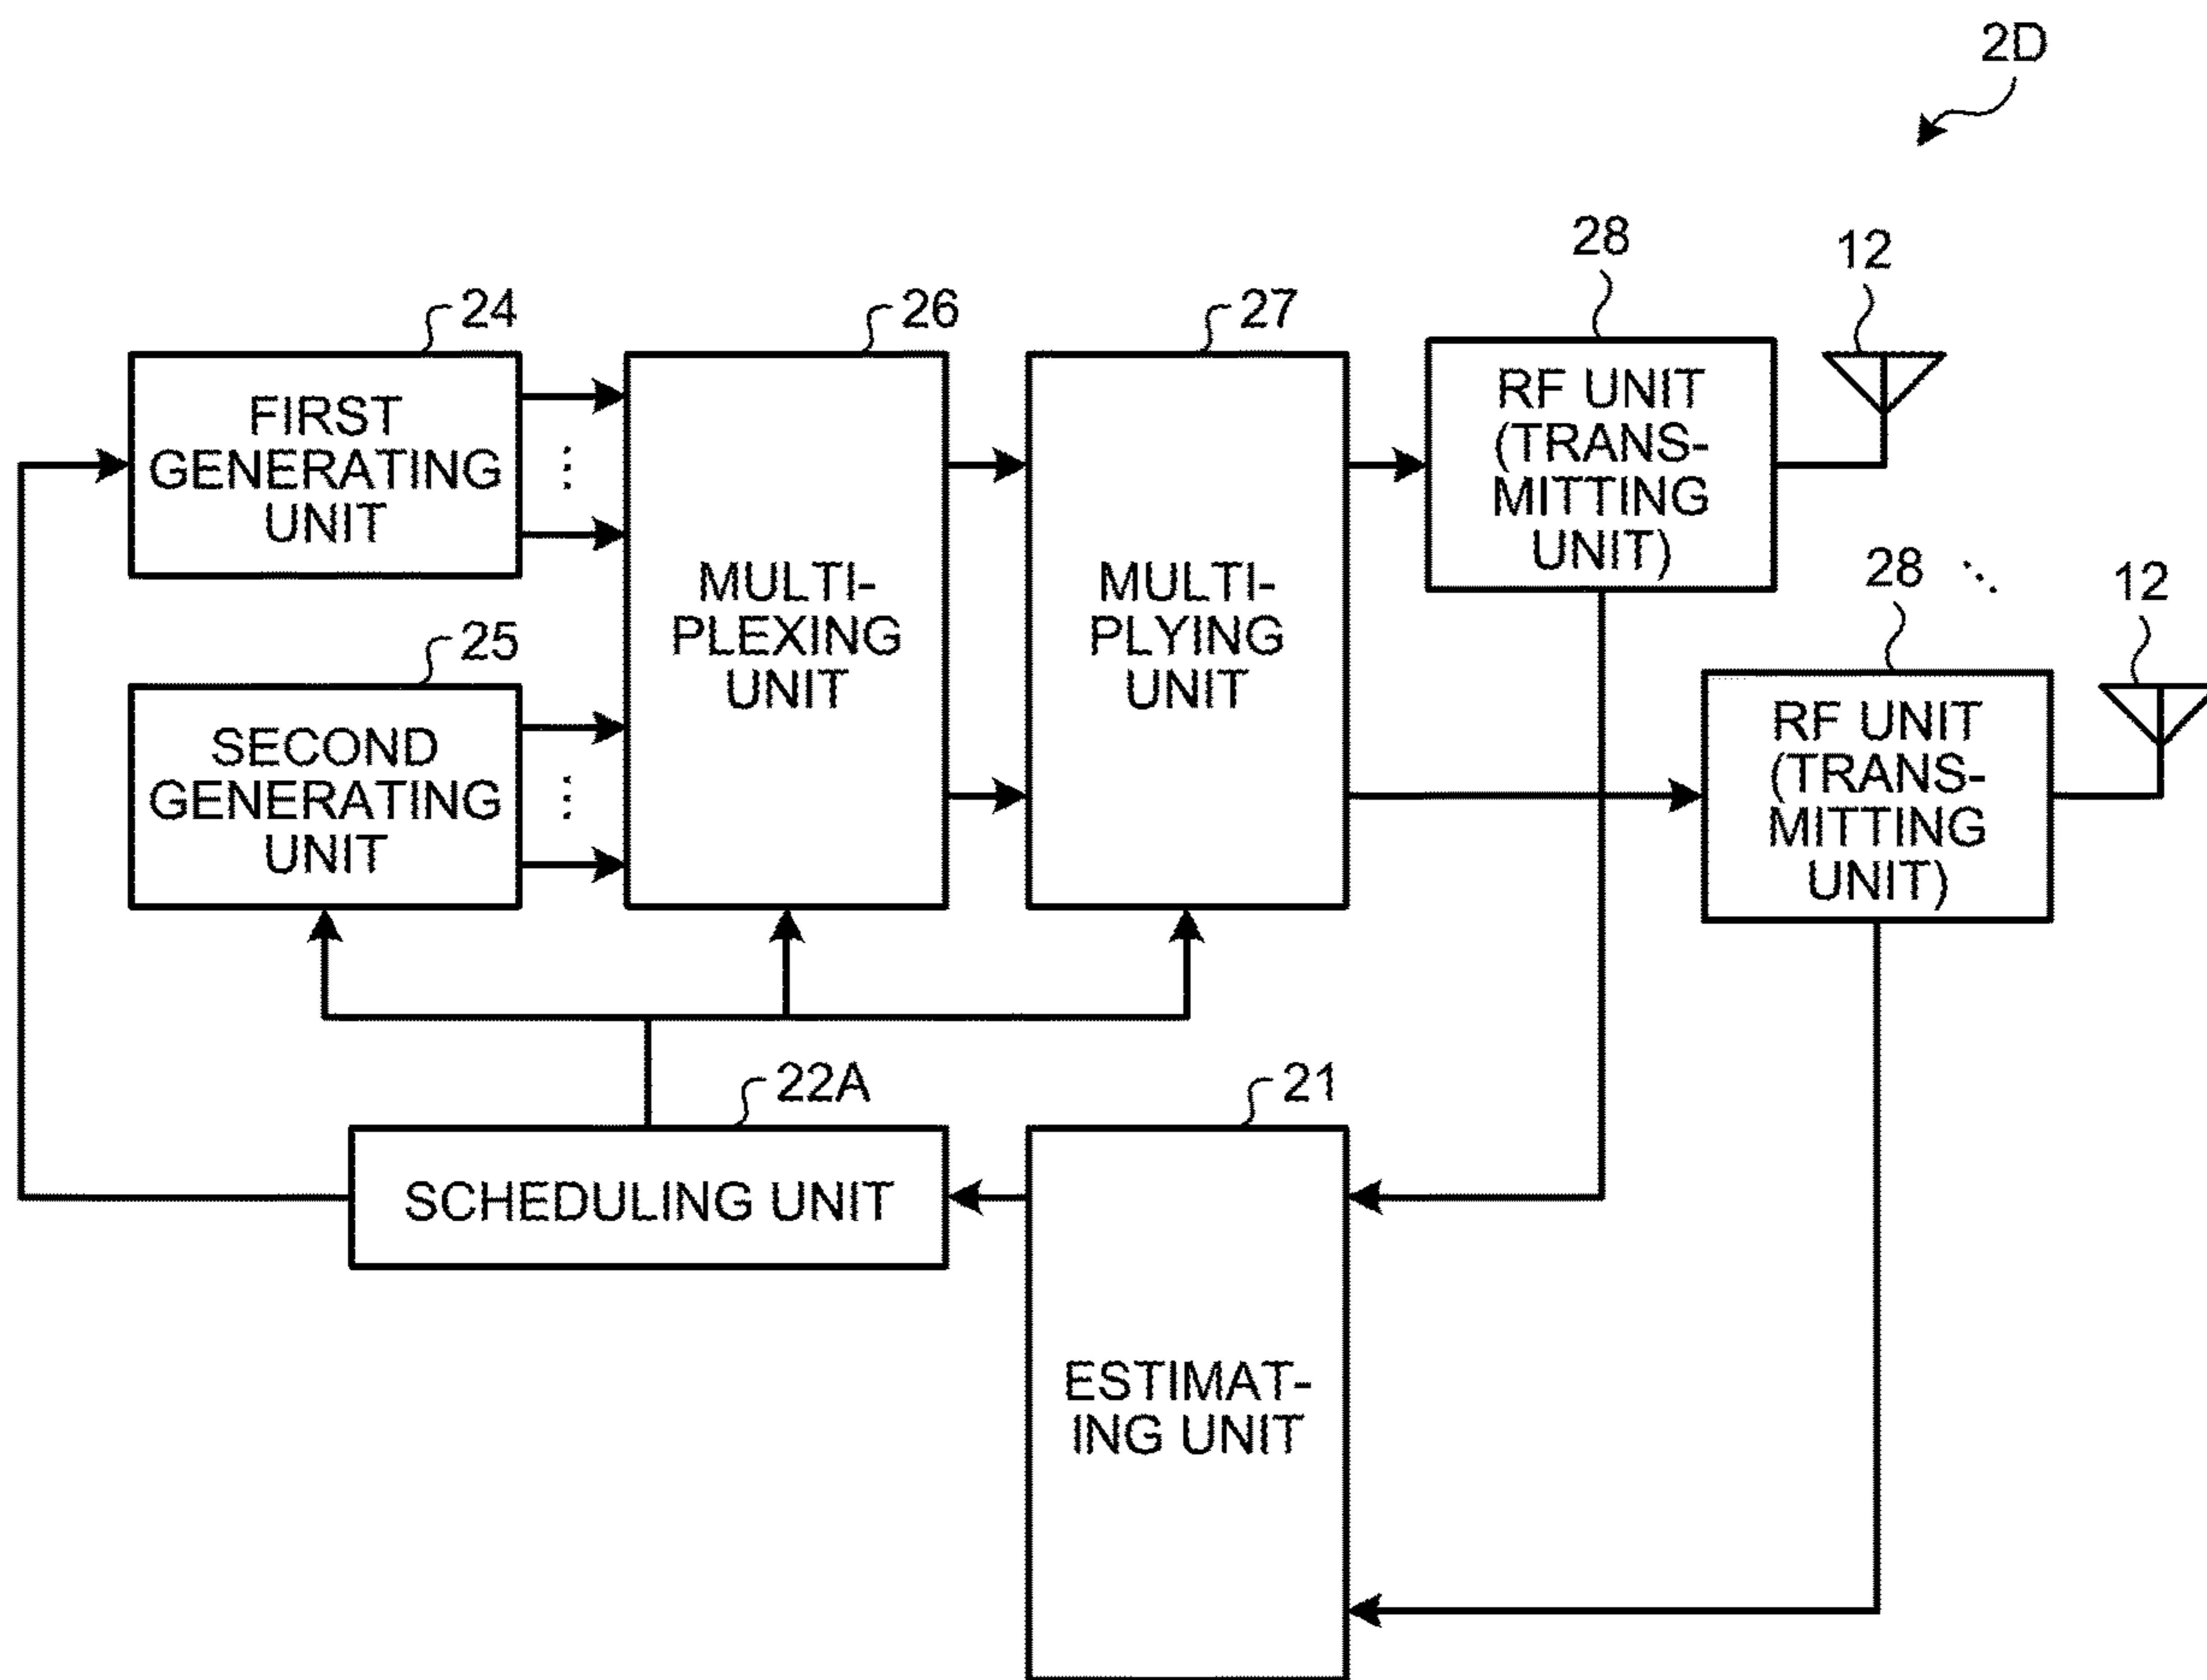 2D
28
12
24
26
27
FIRST
GENERATING
UNIT
MULTI-
PLEXING
UNIT
MULTI-
PLYING
UNIT
RF UNIT
(TRANS-
MITTING
UNIT)
28
12
25
SECOND
GENERATING
UNIT
RF UNIT
(TRANS-
MITTING
UNIT)
22A
21
SCHEDULING UNIT
ESTIMAT-
ING UNIT